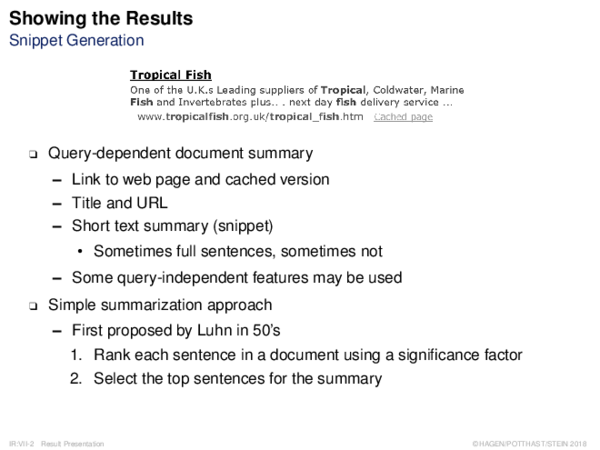 Showing the Results
Snippet Generation
Tropical Fish
One of the U.K.s Leading suppliers of Tropical, Coldwater, Marine
Fish and Invertebrates plus.. . next day fish delivery service ...
www.tropicalfish.org.uk/tropical_fish.htm Cached page
❑ Query-dependent document summary
– Link to web page and cached version
– Title and URL
– Short text summary (snippet)
• Sometimes full sentences, sometimes not
– Some query-independent features may be used
❑ Simple summarization approach
– First proposed by Luhn in 50's
1. Rank each sentence in a document using a significance factor
2. Select the top sentences for the summary
IR:VII-2 Result Presentation ©HAGEN/POTTHAST/STEIN 2018